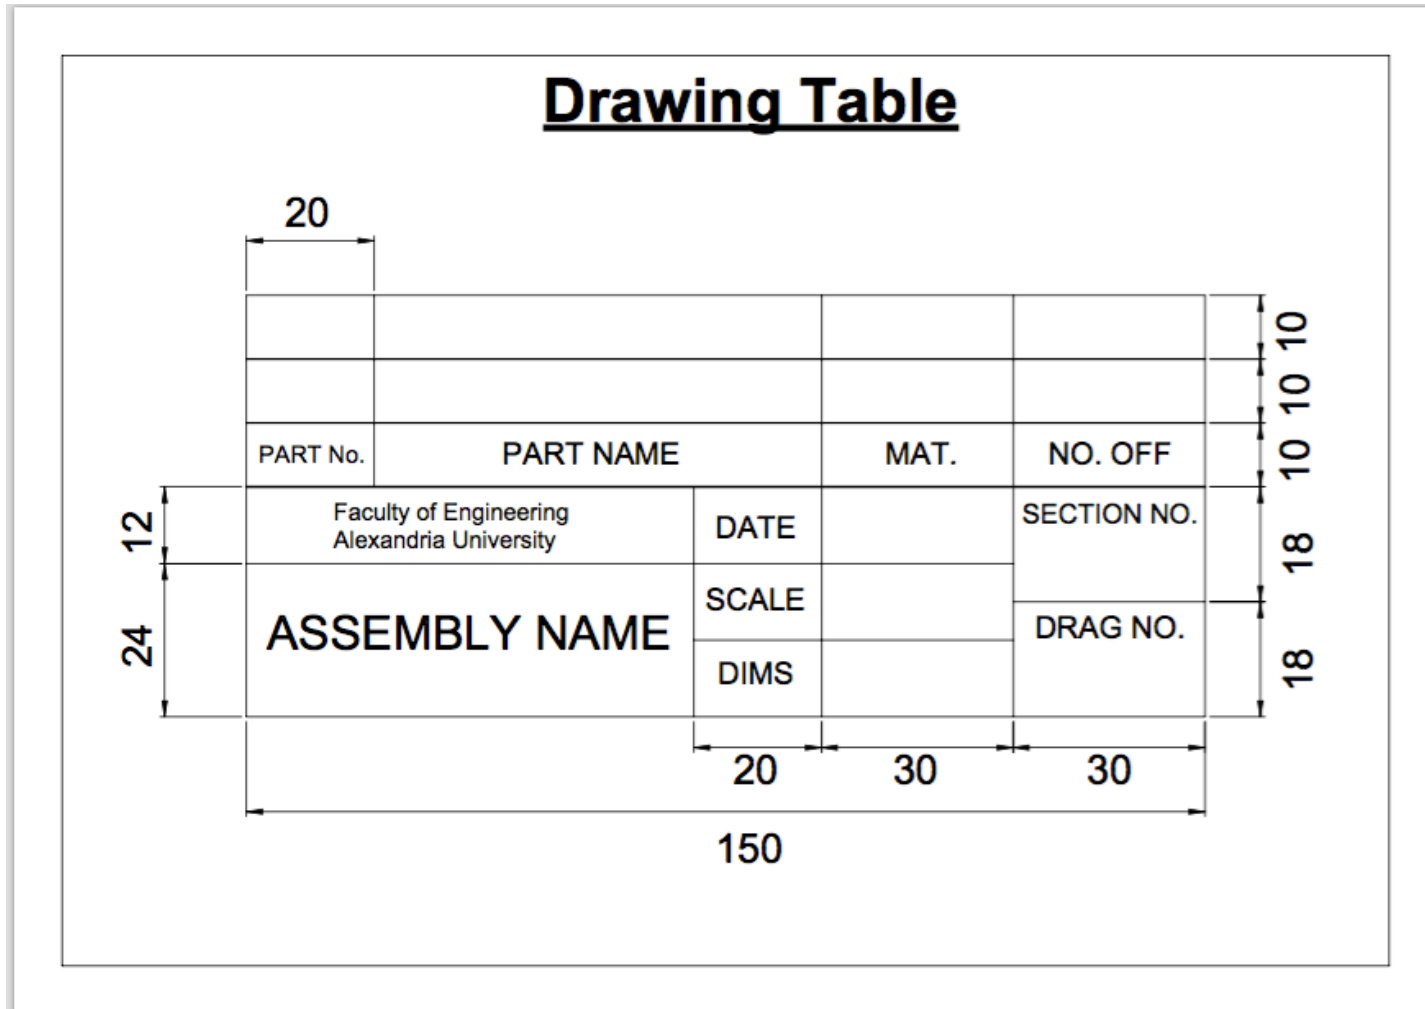 Drawing Table
20
10
10
PART No. PART NAME MAT. NO. OFF 10
12 Faculty of Engineering DATE SECTION NO. 18
Alexandria University
SCALE
24 ASSEMBLY NAME DRAG NO. 18
DIMS
20 30 30
150